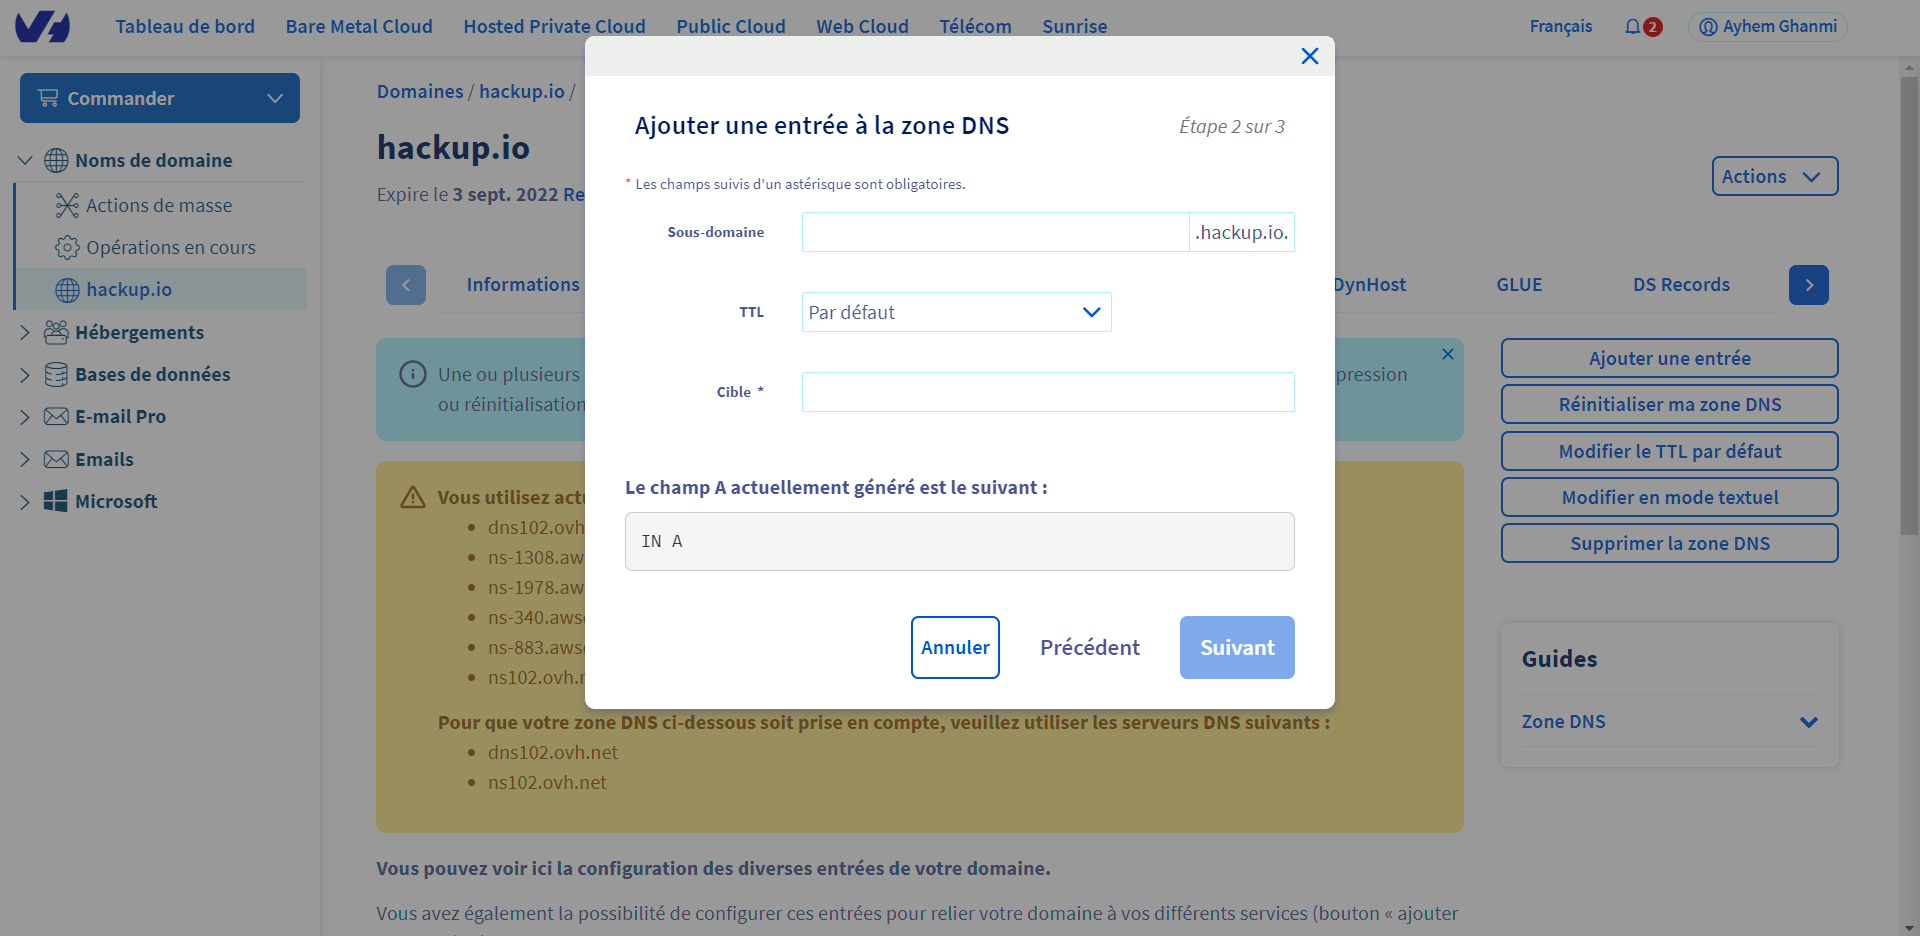 Tableau de bord
Bare Metal Cloud
Hosted Private Cloud
Public Cloud
Web Cloud
Télécom
Sunrise
Français
2
Ayhem Ghanmi
Commander
Noms de domaine
Actions de masse
Opérations en cours
hackup.io
Hébergements
Bases de données
E-mail Pro
Emails
Microsoft
Domaines / hackup.io /
hackup.io
Expire le 3 sept. 2022 Re
Actions
Informations
DynHost
GLUE
DS Records
Une ou plusieurs
pression
ou réinitialisation
Vous utilisez actu
dns102.ovh
ns-1308.aw
ns-1978.aw
ns-340.aws
ns-883.aws
ns102.ovh.n
Pour que votre zone DNS ci-dessous soit prise en compte, veuillez utiliser les serveurs DNS suivants :
dns102.ovh.net
ns102.ovh.net
Vous pouvez voir ici la configuration des diverses entrées de votre domaine.
Vous avez également la possibilité de configurer ces entrées pour relier votre domaine à vos différents services (bouton « ajouter
Ajouter une entrée
Réinitialiser ma zone DNS
Modifier le TTL par défaut
Modifier en mode textuel
Supprimer la zone DNS
Guides
Zone DNS
Ajouter une entrée à la zone DNS
Étape 2 sur 3
* Les champs suivis d'un astérisque sont obligatoires.
Sous-domaine
.hackup.io.
TTL
Par défaut
Cible *
Le champ A actuellement généré est le suivant :
IN A
Annuler
Précédent
Suivant